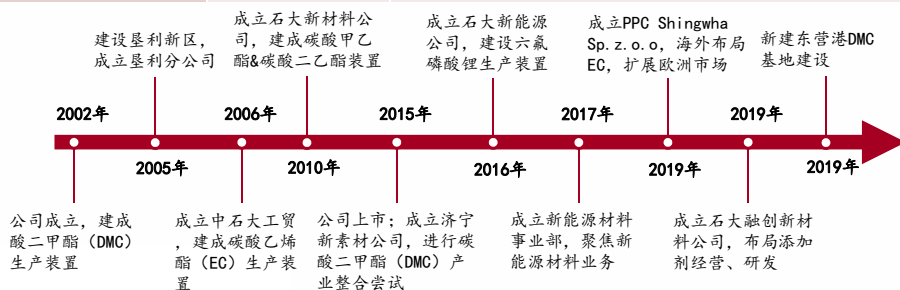 建设垦利新区，
成立垦利分公司
成立石大新材料公
司，建成碳酸甲乙
酯&碳酸二乙酯装置
成立石大新能源
公司，建设六氟
磷酸锂生产装置
成立PPC Shingwha
Sp.z.o.o，海外布局
EC，扩展欧洲市场
新建东营港DMC
基地建设
2002年
2006年
2015年
2017年
2019年
2005年
2010年
2016年
2019年
2019年
公司成立，建成
酸二甲酯（DMC）
生产装置
成立中石大工贸
，建成碳酸乙烯
酯（EC）生产装
置
公司上市；成立济宁
新素材公司，进行碳
酸二甲酯（DMC）产
业整合尝试
成立新能源材料
事业部，聚焦新
能源材料业务
成立石大融创新材
料公司，布局添加
剂经营、研发